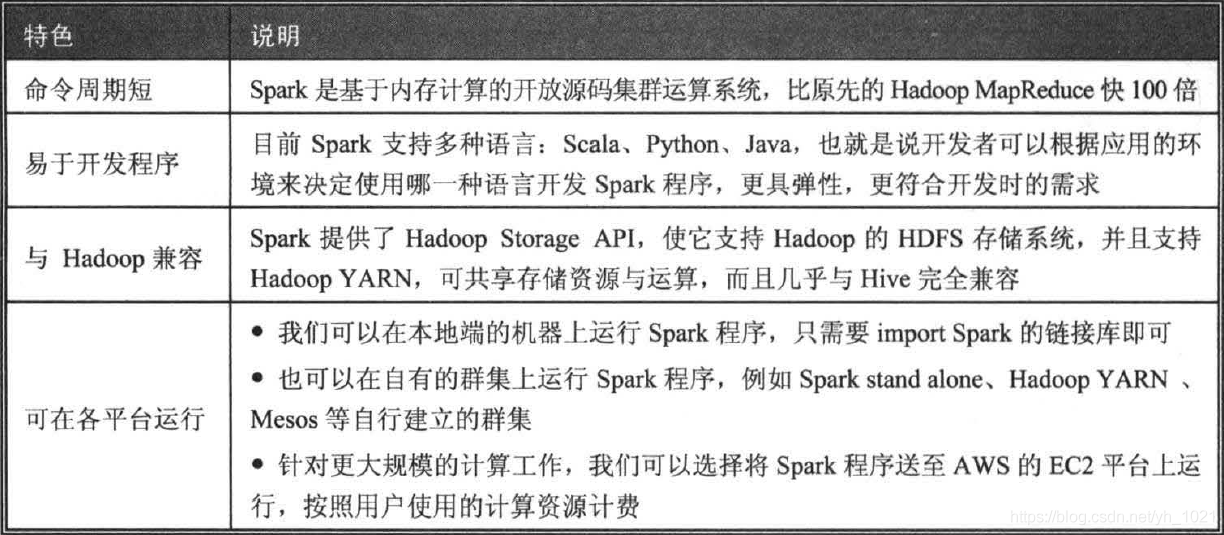 特色 说明
命令周期短 Spark 是基于内存计算的开放源码集群运算系统，比原先的 Hadoop MapReduce 快 100 倍
易于开发程序 目前 Spark 支持多种语言：Scala、Python、Java，也就是说开发者可以根据应用的环
境来决定使用哪一种语言开发 Spark 程序，更具弹性，更符合开发时的需求
与 Hadoop 兼容 Spark 提供了 Hadoop Storage API，使它支持 Hadoop 的 HDFS 存储系统，并且支持
Hadoop YARN，可共享存储资源与运算，而且几乎与 Hive 完全兼容
可在各平台运行
● 我们可以在本地端的机器上运行 Spark 程序，只需要 import Spark 的链接库即可
● 也可以在自有的群集上运行 Spark 程序，例如 Spark stand alone、Hadoop YARN 、
Mesos 等自行建立的群集
● 针对更大规模的计算工作，我们可以选择将 Spark 程序送至 AWS 的 EC2 平台上运
行，按照用户使用的计算资源计费
https://blog.csdn.net/yh_1021